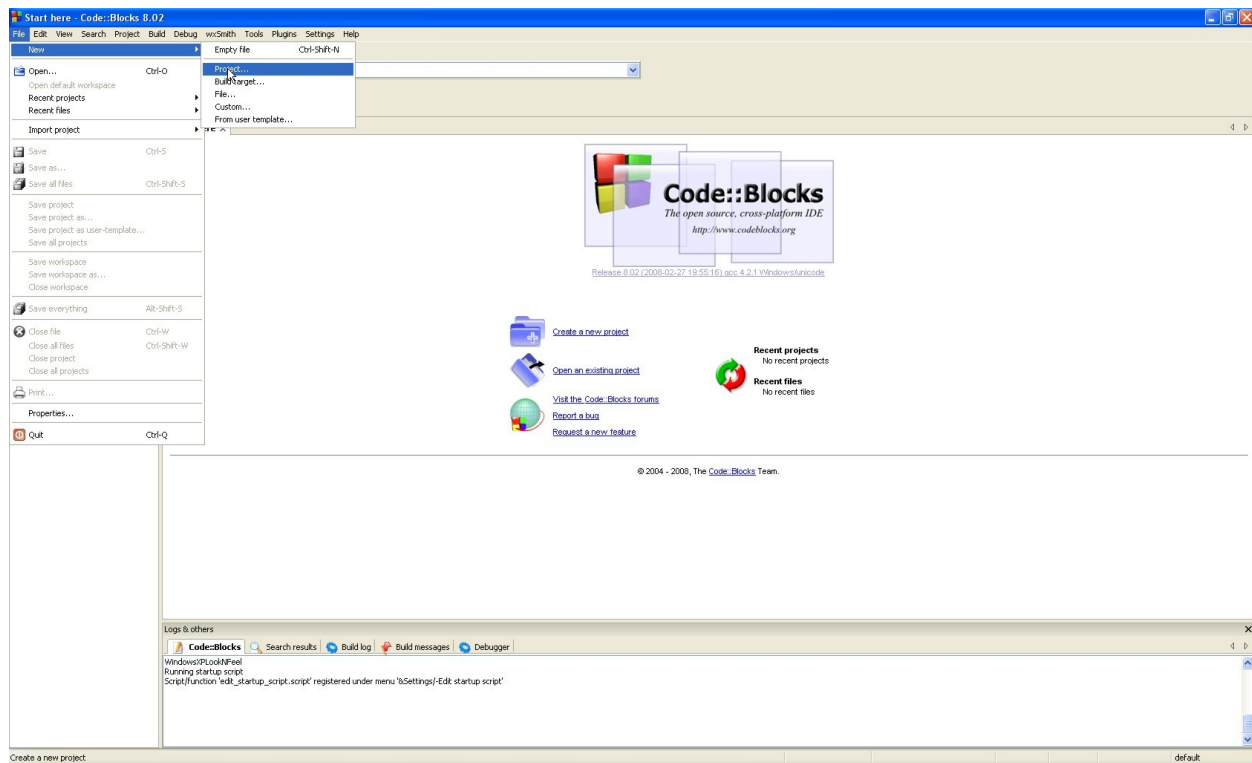 Start here - Code::Blocks 8.02
File Edit View Search Project Build Debug wxSmith Tools Plugins Settings Help
New
Empty file Ctrl-Shift-N
Project...
Build target...
File...
Custom...
From user template...
Open... Ctrl-O
Open default workspace
Recent projects
Recent files
Import project
Save Ctrl-S
Save as...
Save all files Ctrl-Shift-S
Save project
Save project as...
Save project as user-template...
Save all projects
Save workspace
Save workspace as...
Close workspace
Save everything Alt-Shift-S
Close file Ctrl-W
Close all files Ctrl-Shift-W
Close project
Close all projects
Print...
Properties...
Quit Ctrl-Q
Code::Blocks
The open source, cross-platform IDE
http://www.codeblocks.org
Release 8.02 (2008-02-27 19:55:16) gcc 4.2.1 Windows/unicode
Create a new project
Open an existing project
Visit the Code::Blocks forums
Report a bug
Request a new feature
Recent projects
No recent projects
Recent files
No recent files
© 2004 - 2008, The Code::Blocks Team.
Logs & others
Code::Blocks Search results Build log Build messages Debugger
WindowsXPLookNFeel
Running startup script
Script/function 'edit_startup_script.script' registered under menu '&Settings/-Edit startup script'
Create a new project default